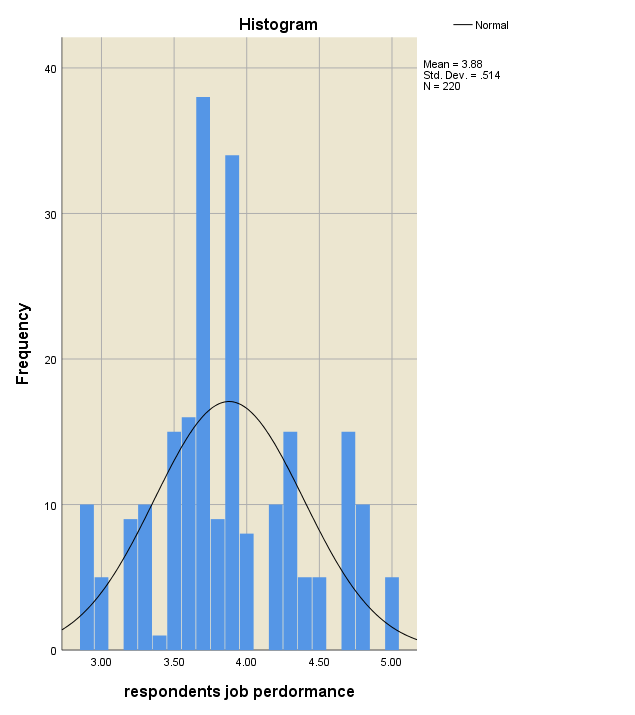 Histogram
Normal
Mean = 3.88
Std. Dev. = .514
N = 220
Frequency
40
30
20
10
0
3.00 3.50 4.00 4.50 5.00
respondents job perdormance